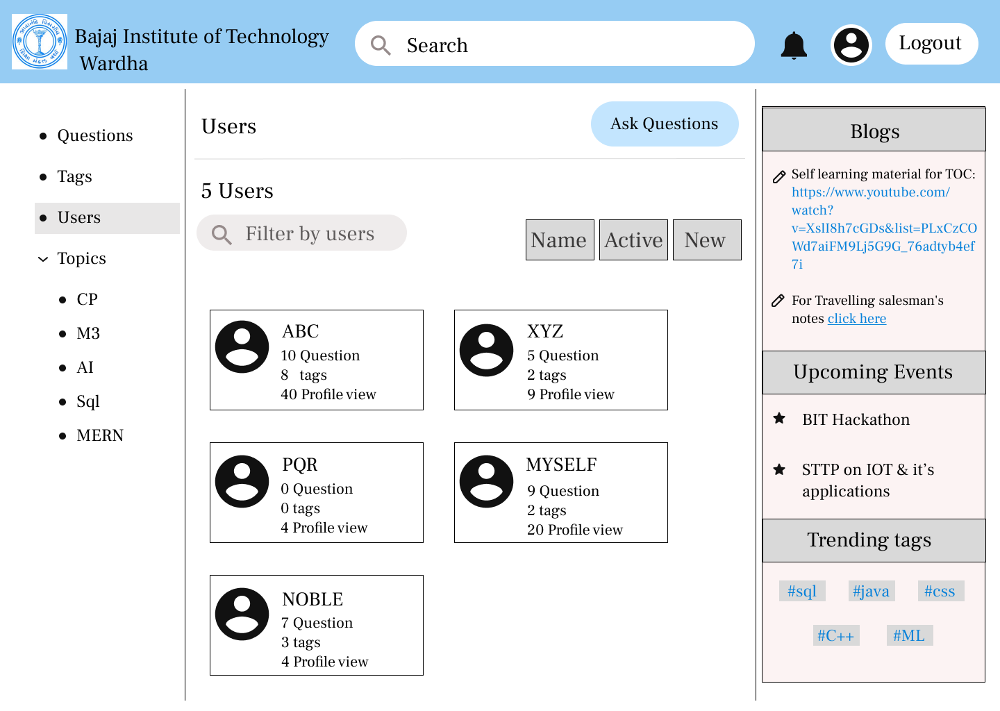 Bajaj Institute of Technology
Wardha
Search
Logout
Questions
Tags
Users
Topics
CP
M3
AI
Sql
MERN
Users
Ask Questions
5 Users
Filter by users
Name
Active
New
ABC
10 Question
8 tags
40 Profile view
XYZ
5 Question
2 tags
9 Profile view
PQR
0 Question
0 tags
4 Profile view
MYSELF
9 Question
2 tags
20 Profile view
NOBLE
7 Question
3 tags
4 Profile view
Blogs
Self learning material for TOC:
https://www.youtube.com/
watch?
v=XslI8h7cGDs&list=PLxCzCO
Wd7aiFM9Lj5G9G_76adtyb4ef
7i
For Travelling salesman's
notes click here
Upcoming Events
BIT Hackathon
STTP on IOT & it’s
applications
Trending tags
#sql
#java
#css
#C++
#ML